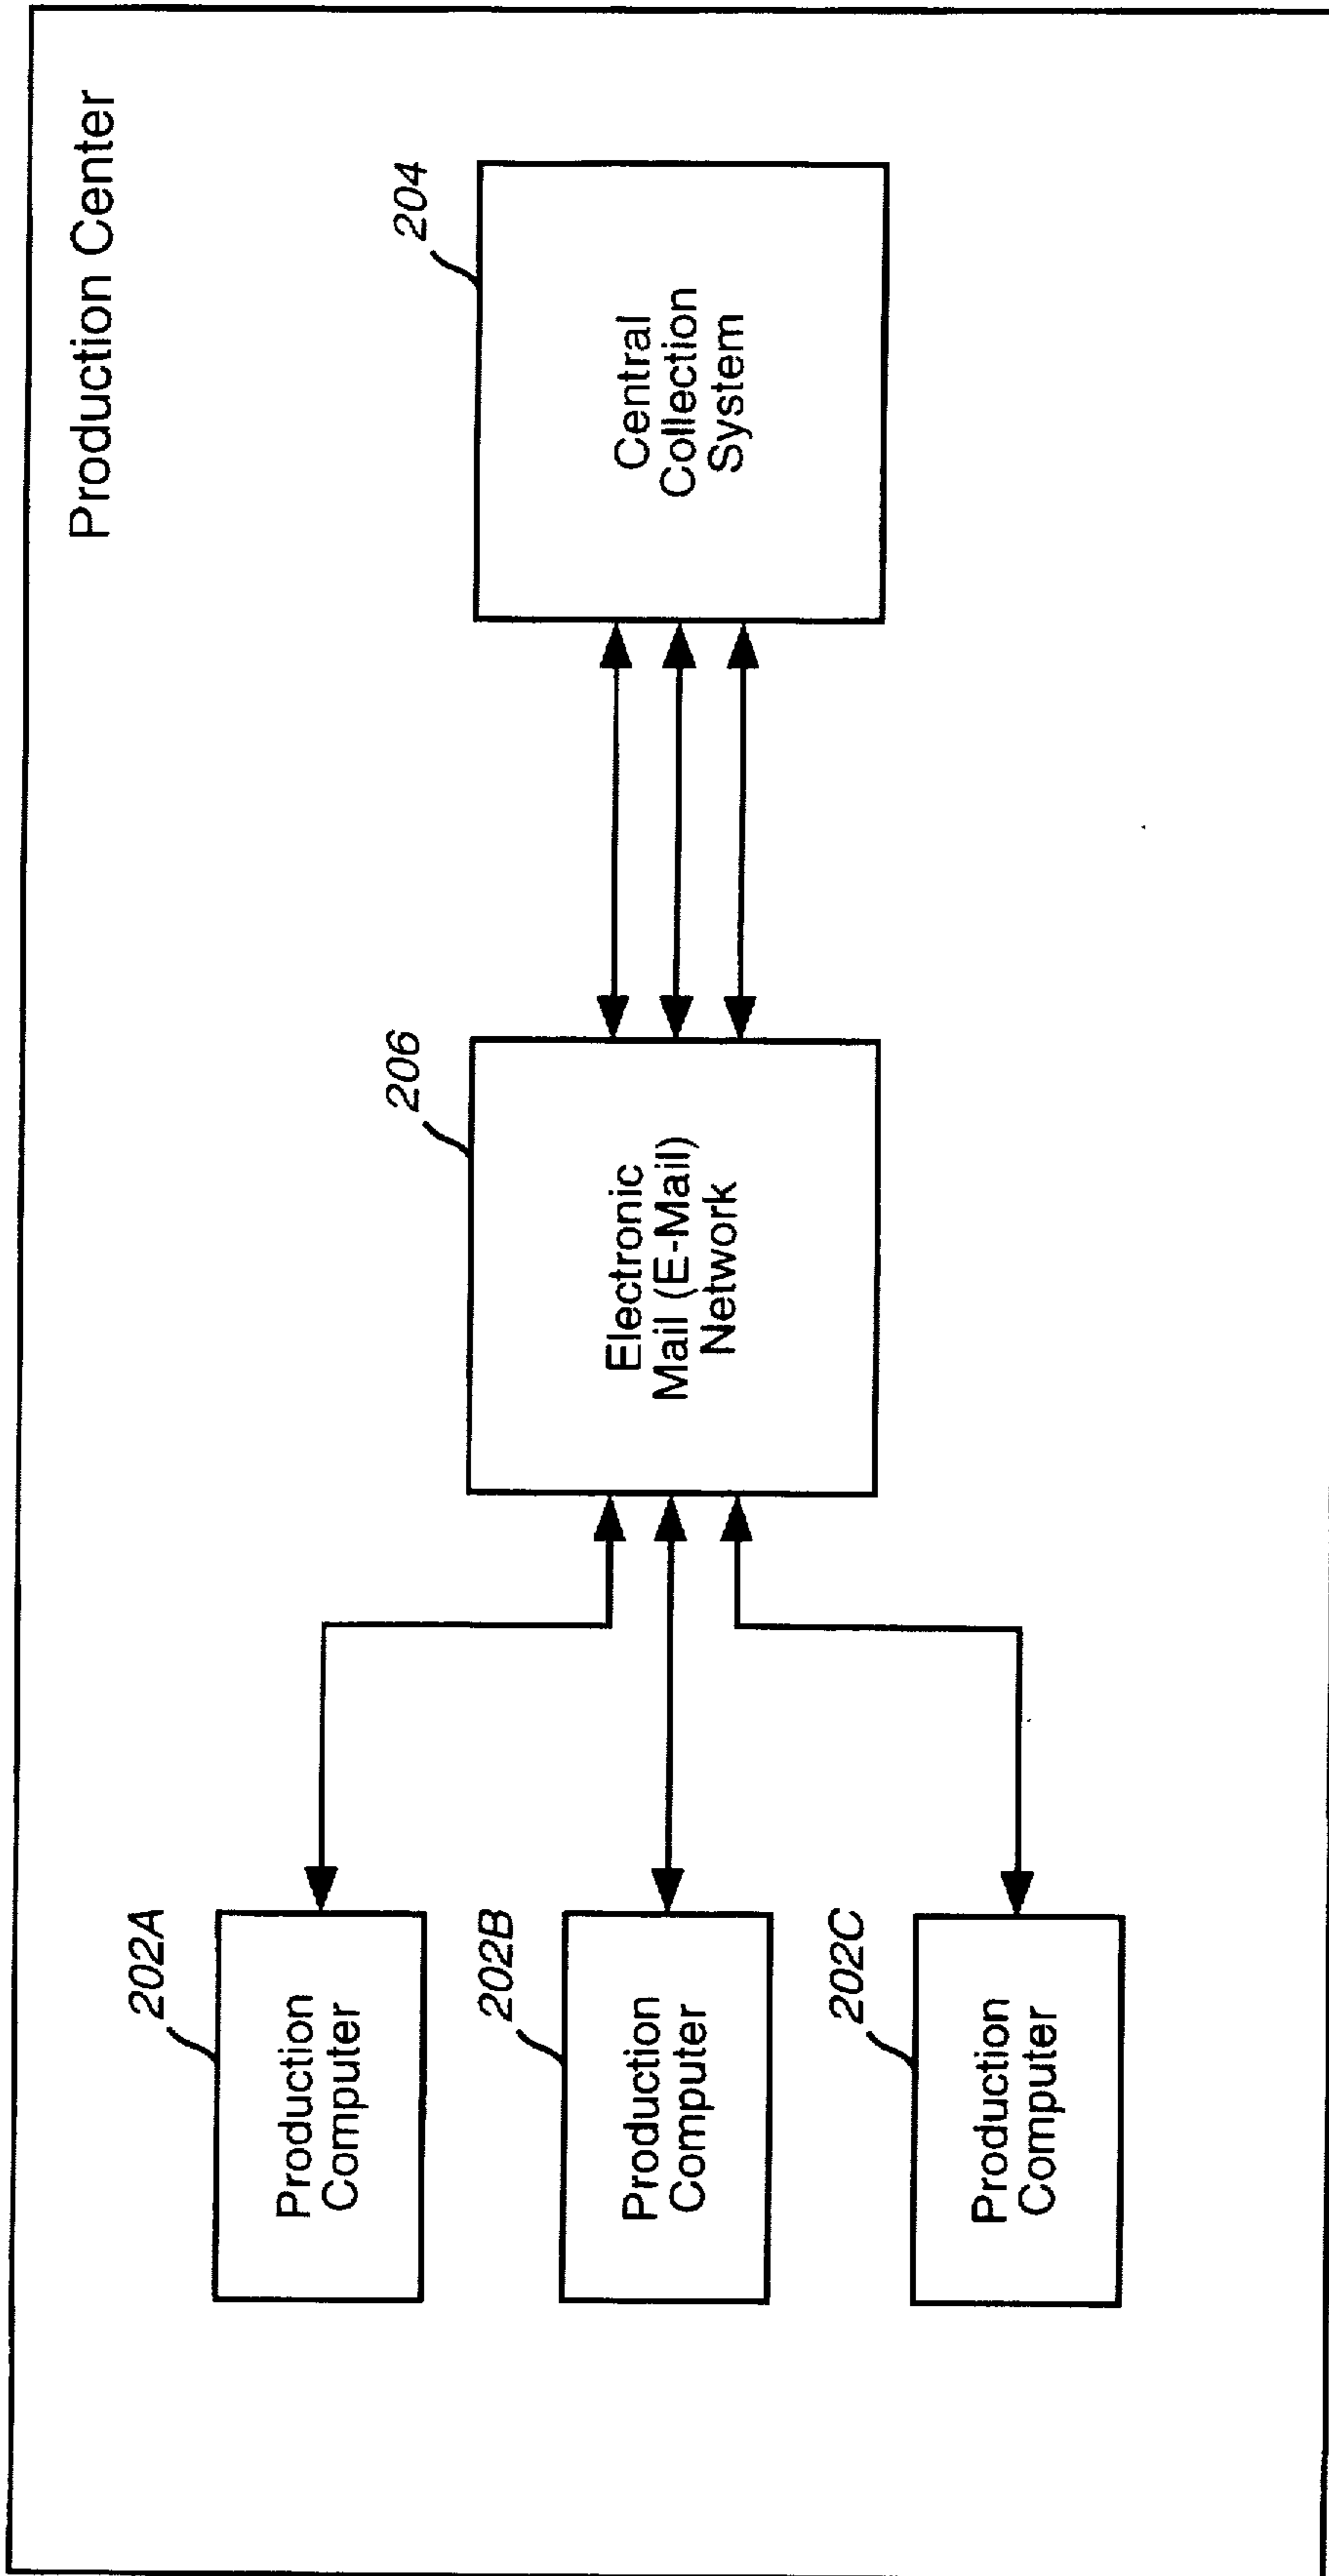 Production Center
202A
Production
Computer
202B
Production
Computer
202C
Production
Computer
206
Electronic
Mail (E-Mail)
Network
204
Central
Collection
System